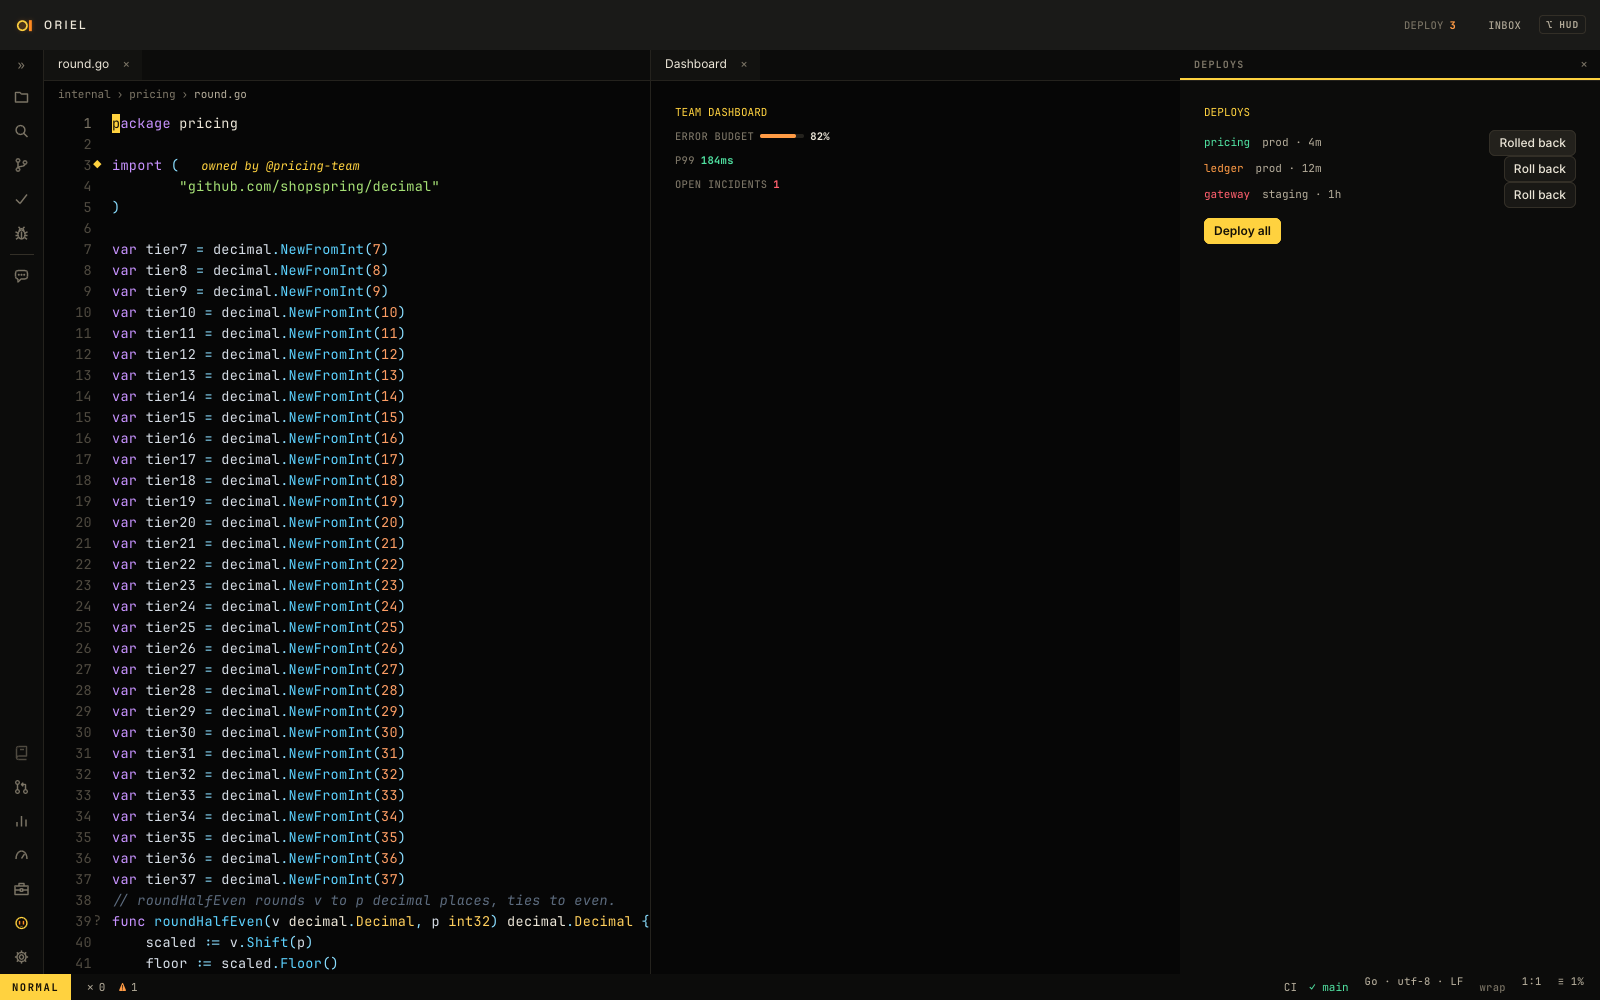 ORIEL
DEPLOY 3
INBOX
⌥ HUD
»
round.go ×
Dashboard ×
DEPLOYS ×
internal › pricing › round.go
1 package pricing
2
3 import ( owned by @pricing-team
4 "github.com/shopspring/decimal"
5 )
6
7 var tier7 = decimal.NewFromInt(7)
8 var tier8 = decimal.NewFromInt(8)
9 var tier9 = decimal.NewFromInt(9)
10 var tier10 = decimal.NewFromInt(10)
11 var tier11 = decimal.NewFromInt(11)
12 var tier12 = decimal.NewFromInt(12)
13 var tier13 = decimal.NewFromInt(13)
14 var tier14 = decimal.NewFromInt(14)
15 var tier15 = decimal.NewFromInt(15)
16 var tier16 = decimal.NewFromInt(16)
17 var tier17 = decimal.NewFromInt(17)
18 var tier18 = decimal.NewFromInt(18)
19 var tier19 = decimal.NewFromInt(19)
20 var tier20 = decimal.NewFromInt(20)
21 var tier21 = decimal.NewFromInt(21)
22 var tier22 = decimal.NewFromInt(22)
23 var tier23 = decimal.NewFromInt(23)
24 var tier24 = decimal.NewFromInt(24)
25 var tier25 = decimal.NewFromInt(25)
26 var tier26 = decimal.NewFromInt(26)
27 var tier27 = decimal.NewFromInt(27)
28 var tier28 = decimal.NewFromInt(28)
29 var tier29 = decimal.NewFromInt(29)
30 var tier30 = decimal.NewFromInt(30)
31 var tier31 = decimal.NewFromInt(31)
32 var tier32 = decimal.NewFromInt(32)
33 var tier33 = decimal.NewFromInt(33)
34 var tier34 = decimal.NewFromInt(34)
35 var tier35 = decimal.NewFromInt(35)
36 var tier36 = decimal.NewFromInt(36)
37 var tier37 = decimal.NewFromInt(37)
38 // roundHalfEven rounds v to p decimal places, ties to even.
39 ? func roundHalfEven(v decimal.Decimal, p int32) decimal.Decimal {
40 scaled := v.Shift(p)
41 floor := scaled.Floor()
TEAM DASHBOARD
ERROR BUDGET 82%
P99 184ms
OPEN INCIDENTS 1
DEPLOYS
pricing prod · 4m Rolled back
ledger prod · 12m Roll back
gateway staging · 1h Roll back
Deploy all
NORMAL × 0 1 CI ✓ main Go · utf-8 · LF wrap 1:1 ≡ 1%